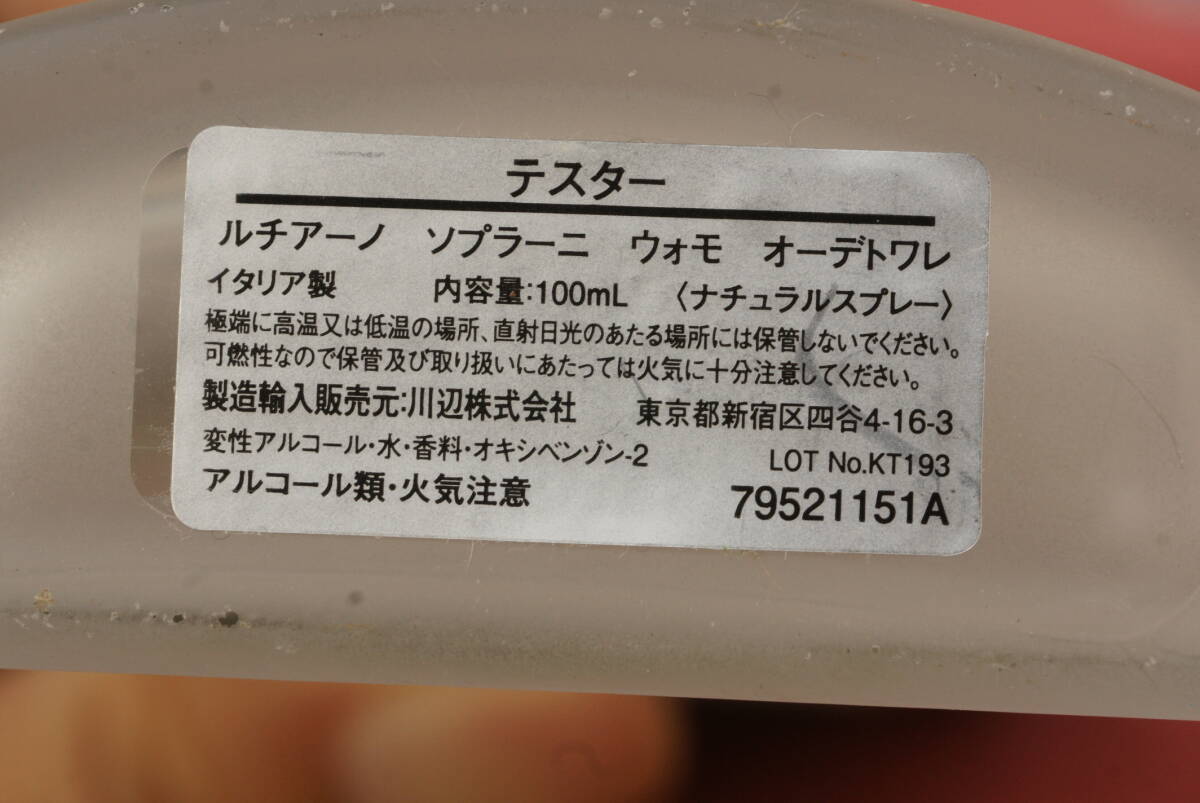 テスター
ルチアーノ ソプラーニ ウォモ オーデトワレ
イタリア製 内容量:100mL 〈ナチュラルスプレー〉
極端に高温又は低温の場所、直射日光のあたる場所には保管しないでください。
可燃性なので保管及び取り扱いにあたっては火気に十分注意してください。
製造輸入販売元:川辺株式会社 東京都新宿区四谷4-16-3
変性アルコール・水・香料・オキシベンゾン-2 LOT No.KT193
アルコール類・火気注意 79521151A